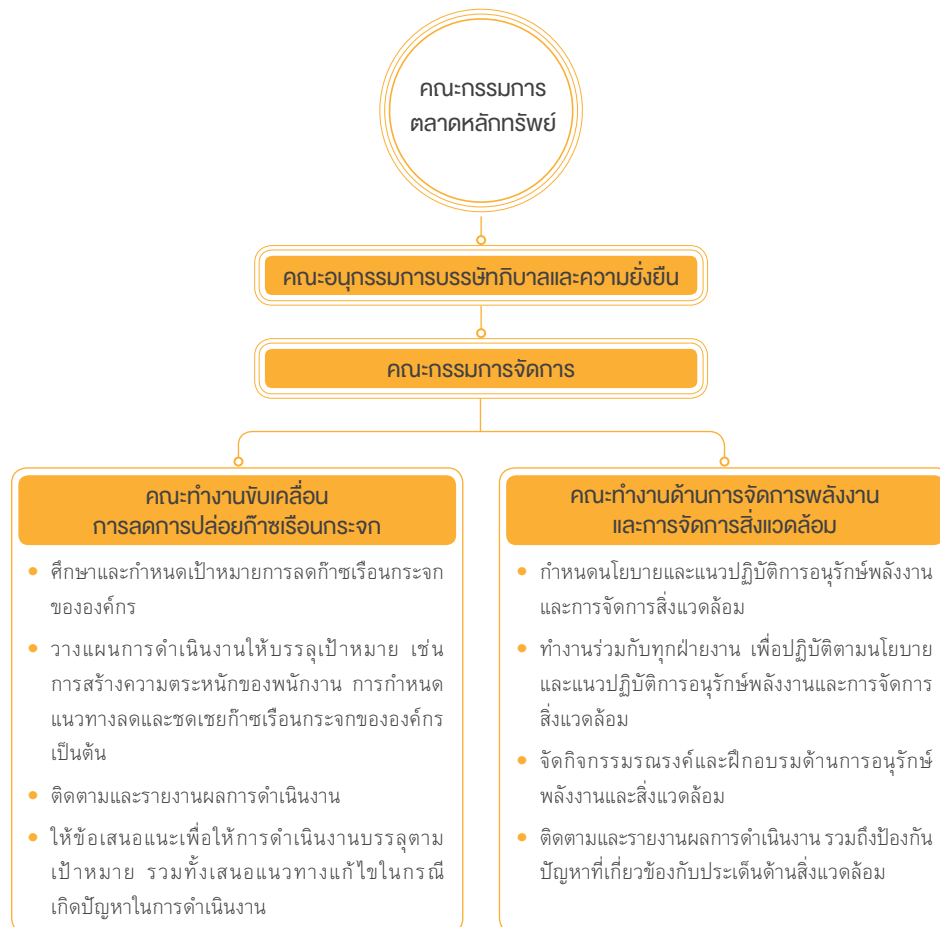 คณะกรรมการ
ตลาดหลักทรัพย์
คณะอนุกรรมการบรรษัทภิบาลและความยั่งยืน
คณะกรรมการจัดการ
คณะทำงานขับเคลื่อน
การลดการปล่อยก๊าซเรือนกระจก
• ศึกษาและกำหนดเป้าหมายการลดก๊าซเรือนกระจก
ขององค์กร
• วางแผนการดำเนินงานให้บรรลุเป้าหมาย เช่น
การสร้างความตระหนักของพนักงาน การกำหนด
แนวทางลดและชดเชยก๊าซเรือนกระจกขององค์กร
เป็นต้น
• ติดตามและรายงานผลการดำเนินงาน
• ให้ข้อเสนอแนะเพื่อให้การดำเนินงานบรรลุตาม
เป้าหมาย รวมทั้งเสนอแนวทางแก้ไขในกรณี
เกิดปัญหาในการดำเนินงาน
คณะทำงานด้านการจัดการพลังงาน
และการจัดการสิ่งแวดล้อม
• กำหนดนโยบายและแนวปฏิบัติการอนุรักษ์พลังงาน
และการจัดการสิ่งแวดล้อม
• ทำงานร่วมกับทุกฝ่ายงาน เพื่อปฏิบัติตามนโยบาย
และแนวปฏิบัติการอนุรักษ์พลังงานและการจัดการ
สิ่งแวดล้อม
• จัดกิจกรรมรณรงค์และฝึกอบรมด้านการอนุรักษ์
พลังงานและสิ่งแวดล้อม
• ติดตามและรายงานผลการดำเนินงาน รวมถึงป้องกัน
ปัญหาที่เกี่ยวข้องกับประเด็นด้านสิ่งแวดล้อม